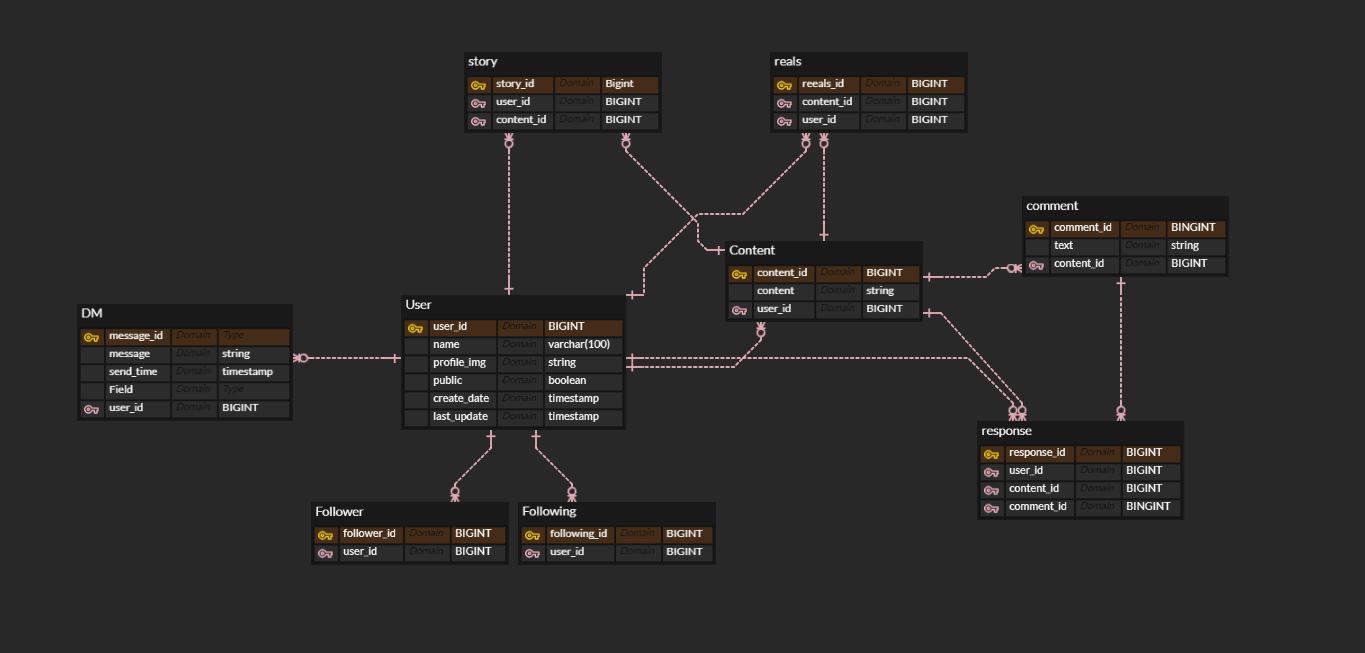 story
story_id Domain Bigint
user_id Domain BIGINT
content_id Domain BIGINT
reals
reeals_id Domain BIGINT
content_id Domain BIGINT
user_id Domain BIGINT
comment
comment_id Domain BINGINT
text Domain string
content_id Domain BIGINT
Content
content_id Domain BIGINT
content Domain string
user_id Domain BIGINT
User
user_id Domain BIGINT
name Domain varchar(100)
profile_img Domain string
public Domain boolean
create_date Domain timestamp
last_update Domain timestamp
DM
message_id Domain Type
message Domain string
send_time Domain timestamp
Field Domain Type
user_id Domain BIGINT
response
response_id Domain BIGINT
user_id Domain BIGINT
content_id Domain BIGINT
comment_id Domain BINGINT
Follower
follower_id Domain BIGINT
user_id Domain BIGINT
Following
following_id Domain BIGINT
user_id Domain BIGINT